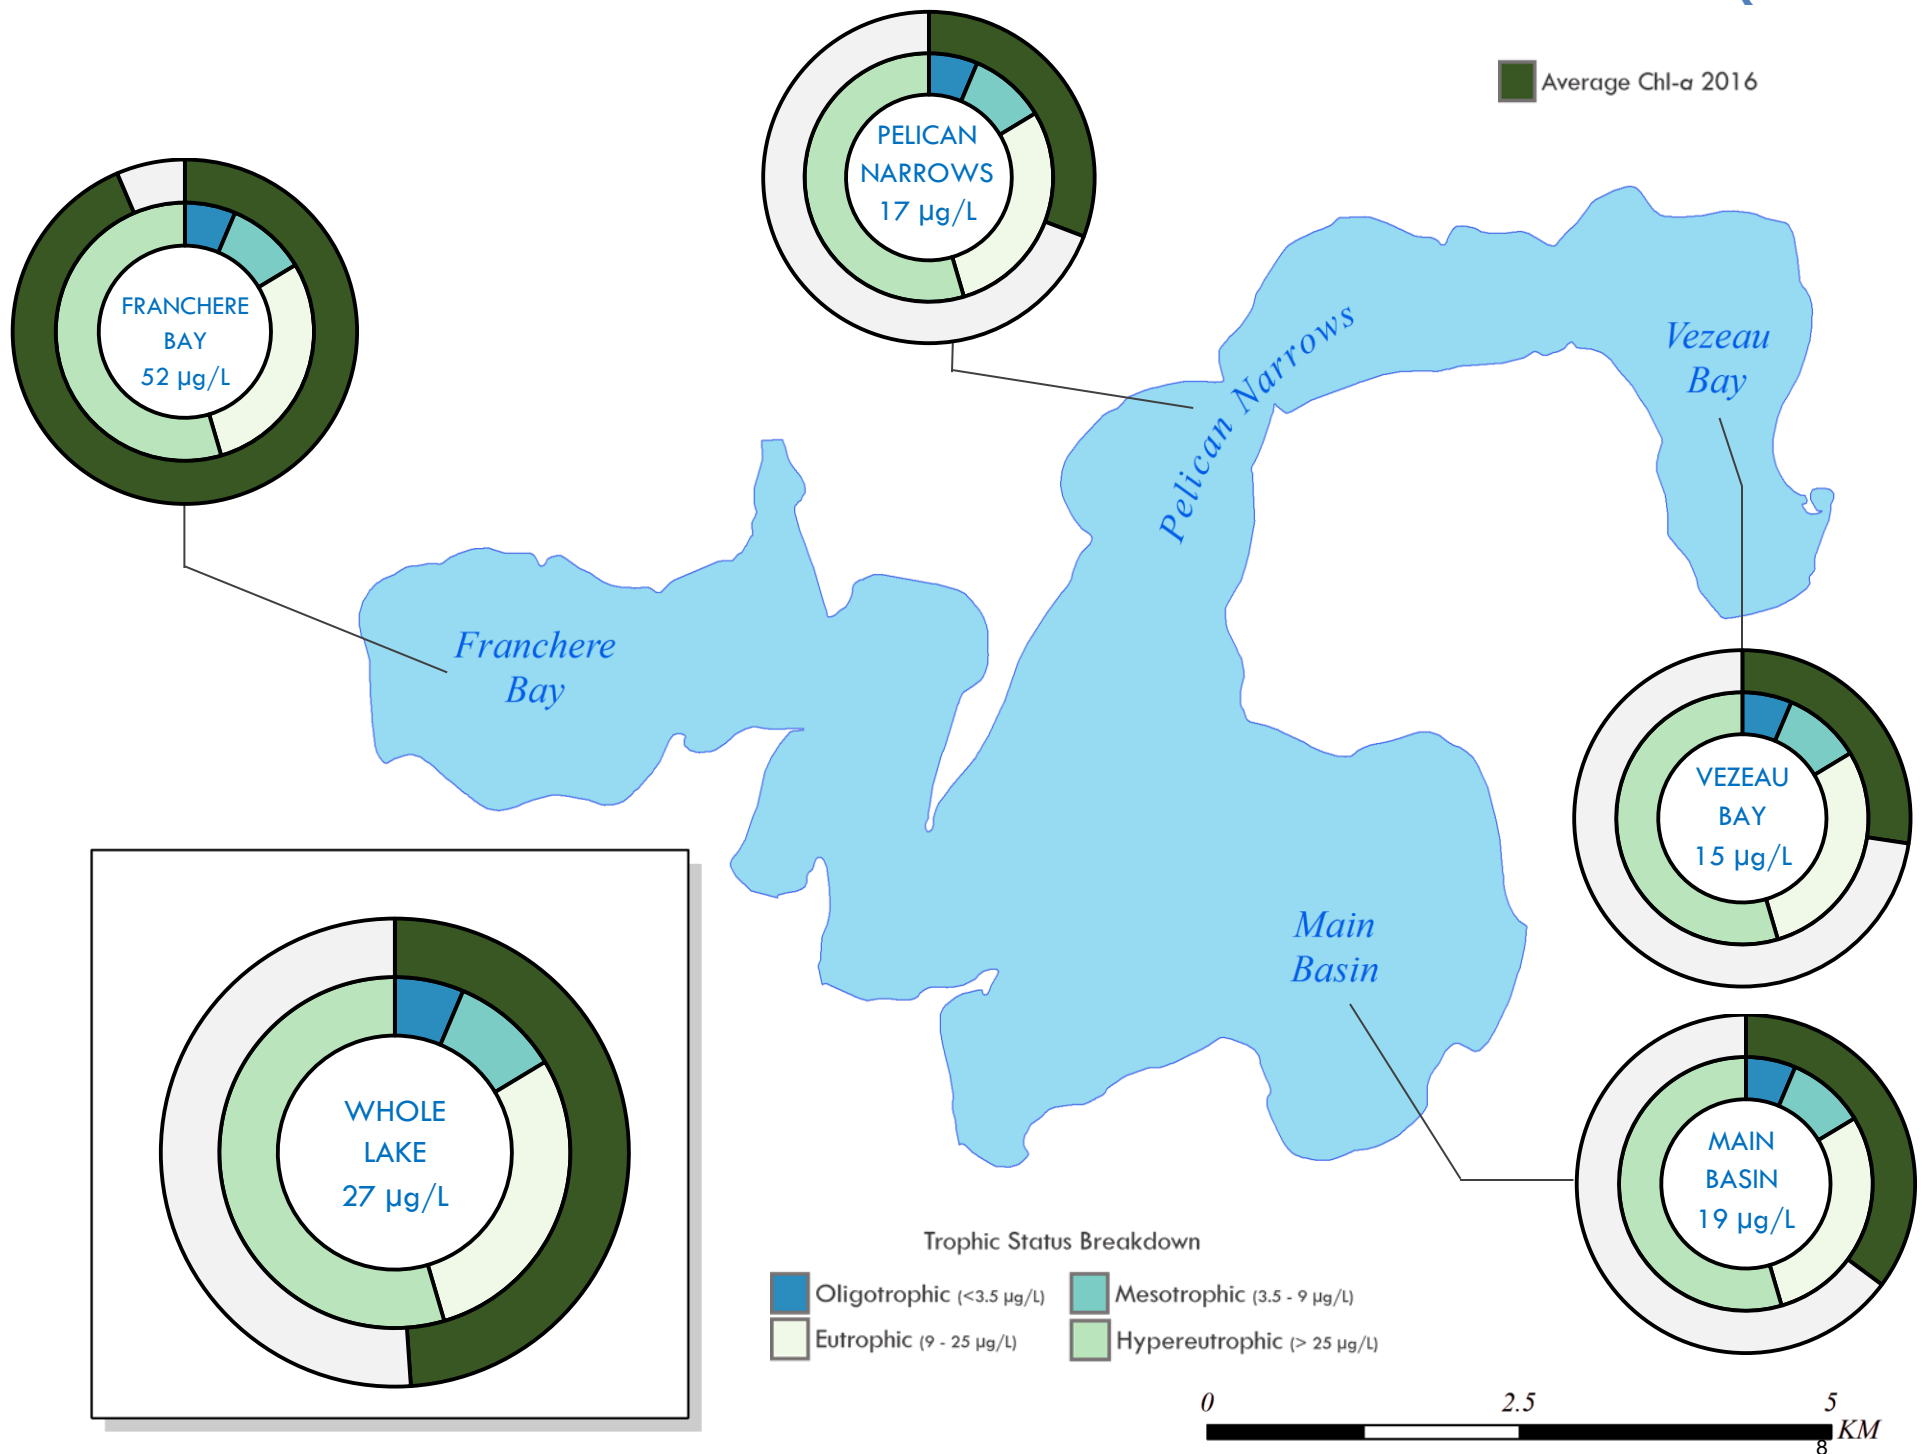 Average Chl-a 2016
PELICAN
NARROWS
17 µg/L
FRANCHERE
BAY
52 µg/L
Pelican Narrows
Vezeau
Bay
Franchere
Bay
VEZEAU
BAY
15 µg/L
Main
Basin
WHOLE
LAKE
27 µg/L
MAIN
BASIN
19 µg/L
Trophic Status Breakdown
Oligotrophic (<3.5 µg/L)
Mesotrophic (3.5 - 9 µg/L)
Eutrophic (9 - 25 µg/L)
Hypereutrophic (> 25 µg/L)
0 2.5 5
KM
8